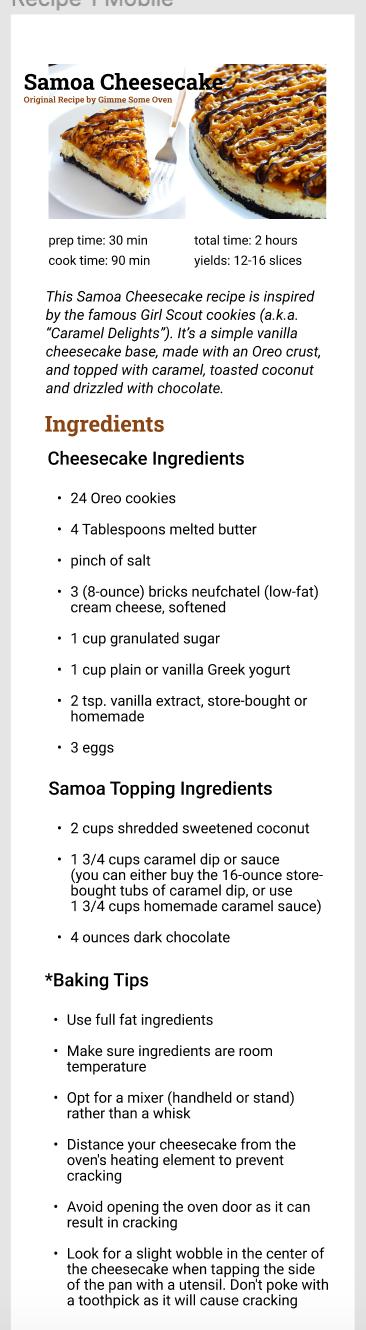 Recipe 1 Mobile
Samoa Cheesecake
Original Recipe by Gimme Some Oven
prep time: 30 min
total time: 2 hours
cook time: 90 min
yields: 12-16 slices
This Samoa Cheesecake recipe is inspired
by the famous Girl Scout cookies (a.k.a.
“Caramel Delights”). It’s a simple vanilla
cheesecake base, made with an Oreo crust,
and topped with caramel, toasted coconut
and drizzled with chocolate.
Ingredients
Cheesecake Ingredients
• 24 Oreo cookies
• 4 Tablespoons melted butter
• pinch of salt
• 3 (8-ounce) bricks neufchatel (low-fat)
cream cheese, softened
• 1 cup granulated sugar
• 1 cup plain or vanilla Greek yogurt
• 2 tsp. vanilla extract, store-bought or
homemade
• 3 eggs
Samoa Topping Ingredients
• 2 cups shredded sweetened coconut
• 1 3/4 cups caramel dip or sauce
(you can either buy the 16-ounce store-
bought tubs of caramel dip, or use
1 3/4 cups homemade caramel sauce)
• 4 ounces dark chocolate
*Baking Tips
• Use full fat ingredients
• Make sure ingredients are room
temperature
• Opt for a mixer (handheld or stand)
rather than a whisk
• Distance your cheesecake from the
oven's heating element to prevent
cracking
• Avoid opening the oven door as it can
result in cracking
• Look for a slight wobble in the center of
the cheesecake when tapping the side
of the pan with a utensil. Don't poke with
a toothpick as it will cause cracking